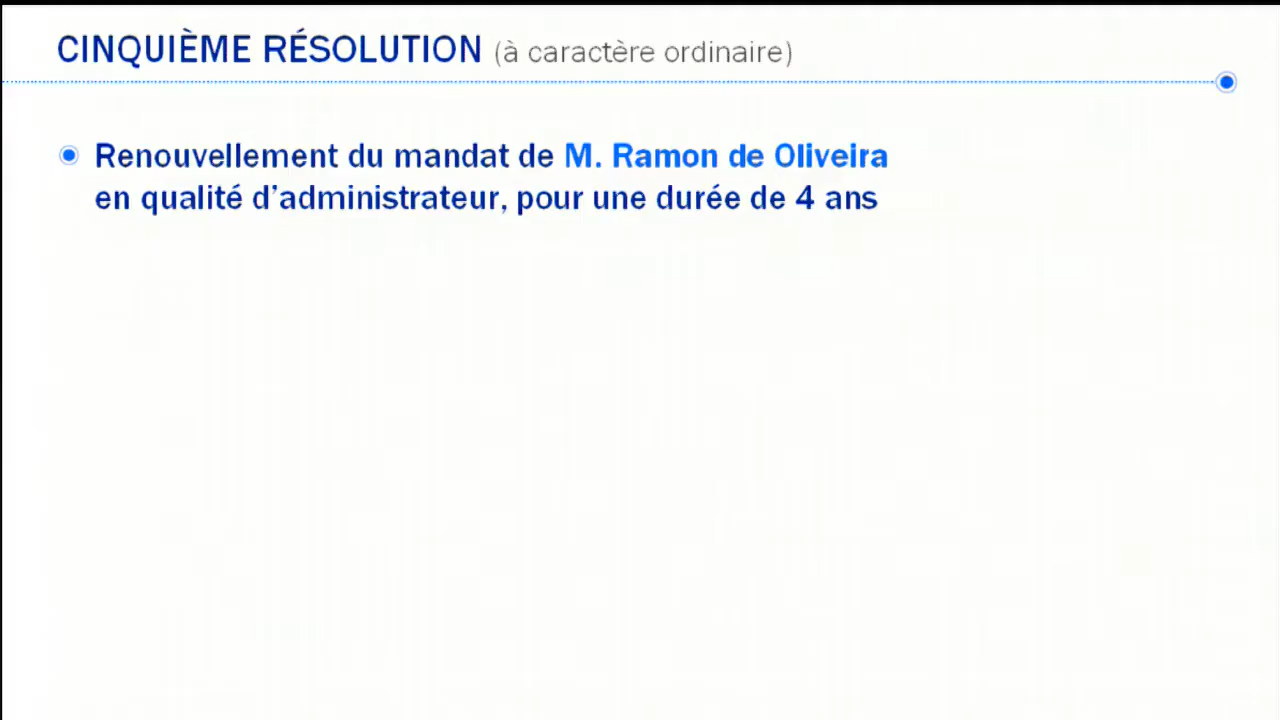 CINQUIÈME RÉSOLUTION (à caractère ordinaire)
Renouvellement du mandat de M. Ramon de Oliveira
en qualité d’administrateur, pour une durée de 4 ans